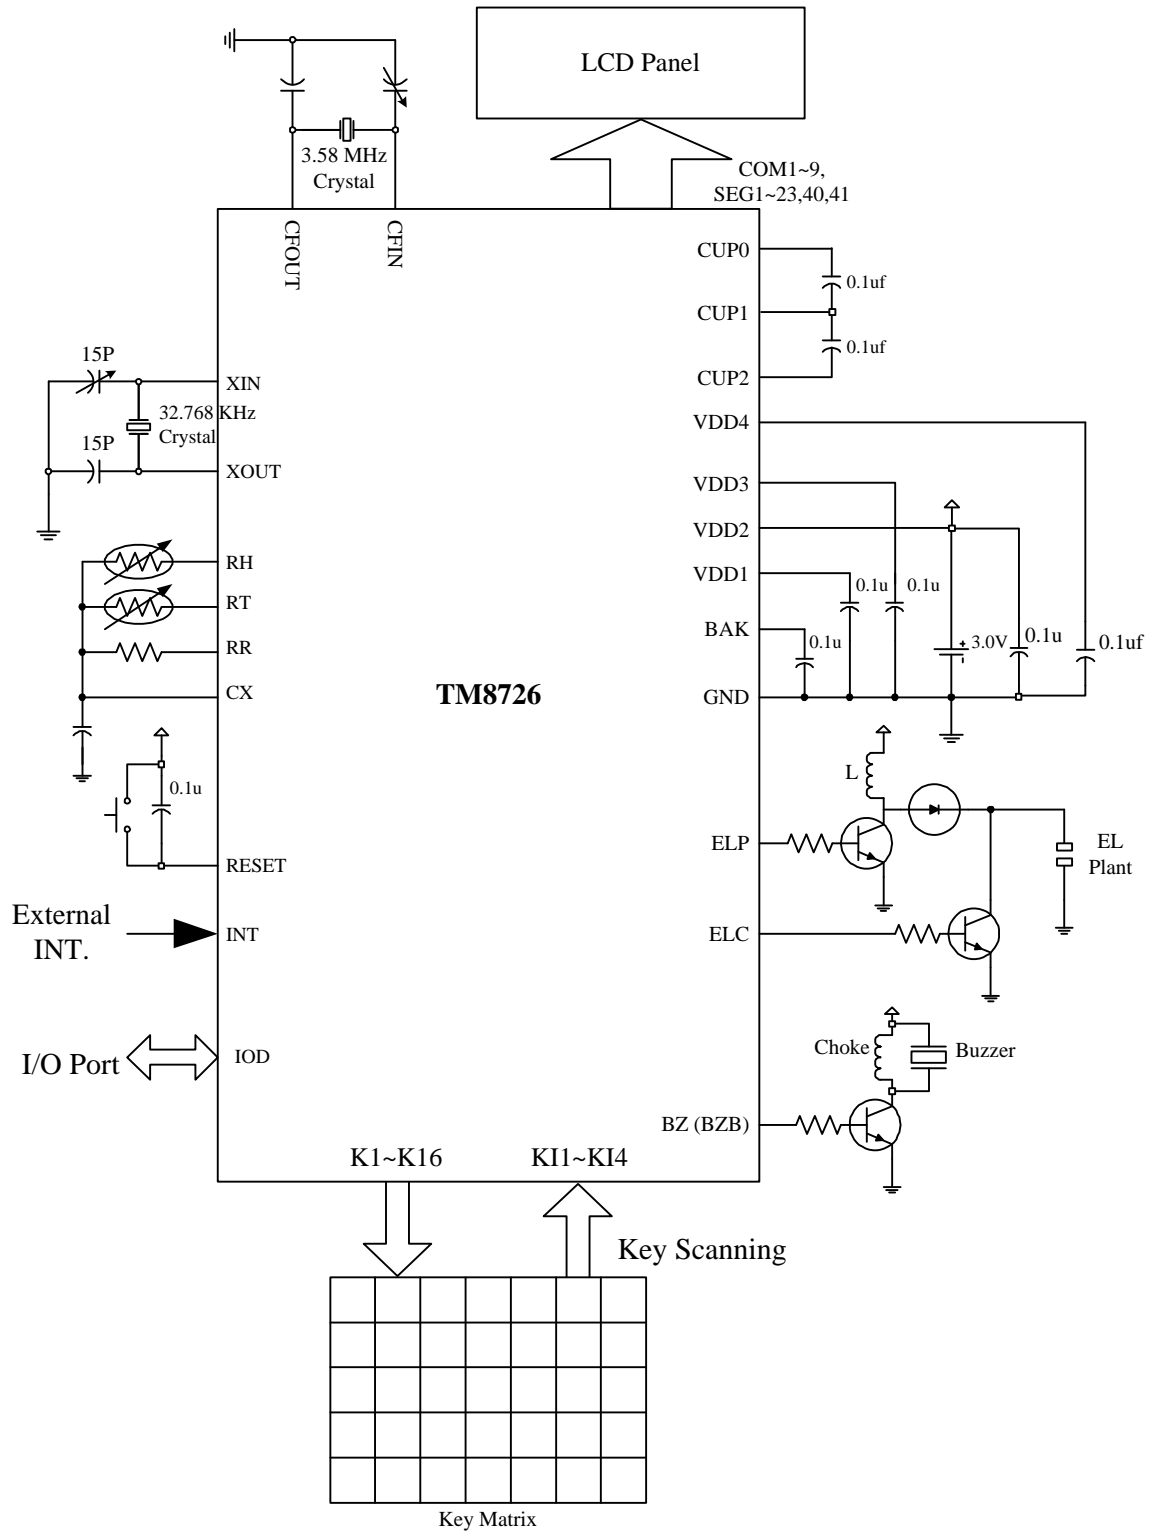 LCD Panel
3.58 MHz
Crystal
COM1~9,
SEG1~23,40,41
CFOUT
CFIN
CUP0
0.1uf
CUP1
0.1uf
CUP2
15P
XIN
32.768 KHz
Crystal
15P
XOUT
VDD4
VDD3
VDD2
VDD1
0.1u
0.1u
BAK
0.1u
3.0V
+
-
0.1u
0.1uf
GND
RH
RT
RR
CX
TM8726
0.1u
RESET
L
ELP
EL
Plant
External
INT.
INT
ELC
I/O Port
IOD
Choke
Buzzer
BZ (BZB)
K1~K16
KI1~KI4
Key Scanning
Key Matrix